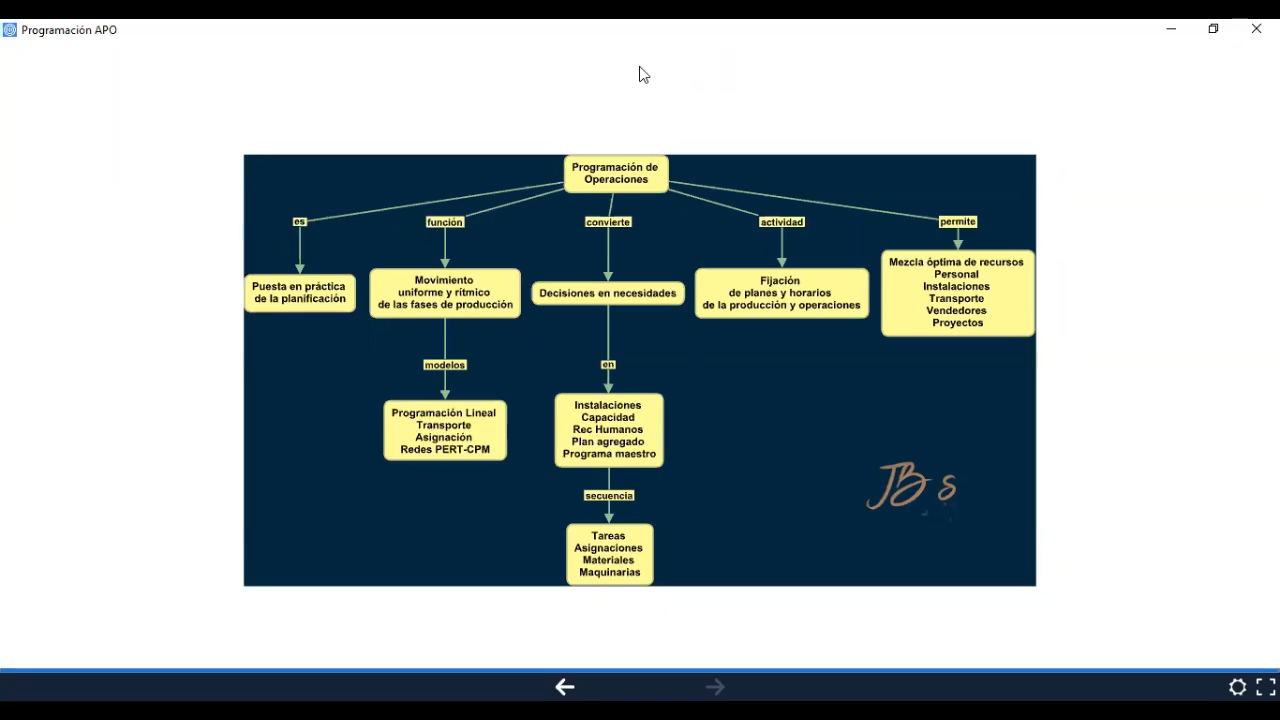 Programación APO
Programación de
Operaciones
es
función
convierte
actividad
permite
Puesta en práctica
de la planificación
Movimiento
uniforme y rítmico
de las fases de producción
Decisiones en necesidades
Fijación
de planes y horarios
de la producción y operaciones
Mezcla óptima de recursos
Personal
Instalaciones
Transporte
Vendedores
Proyectos
modelos
en
Programación Lineal
Transporte
Asignación
Redes PERT-CPM
Instalaciones
Capacidad
Rec Humanos
Plan agregado
Programa maestro
secuencia
Tareas
Asignaciones
Materiales
Maquinarias
JB s